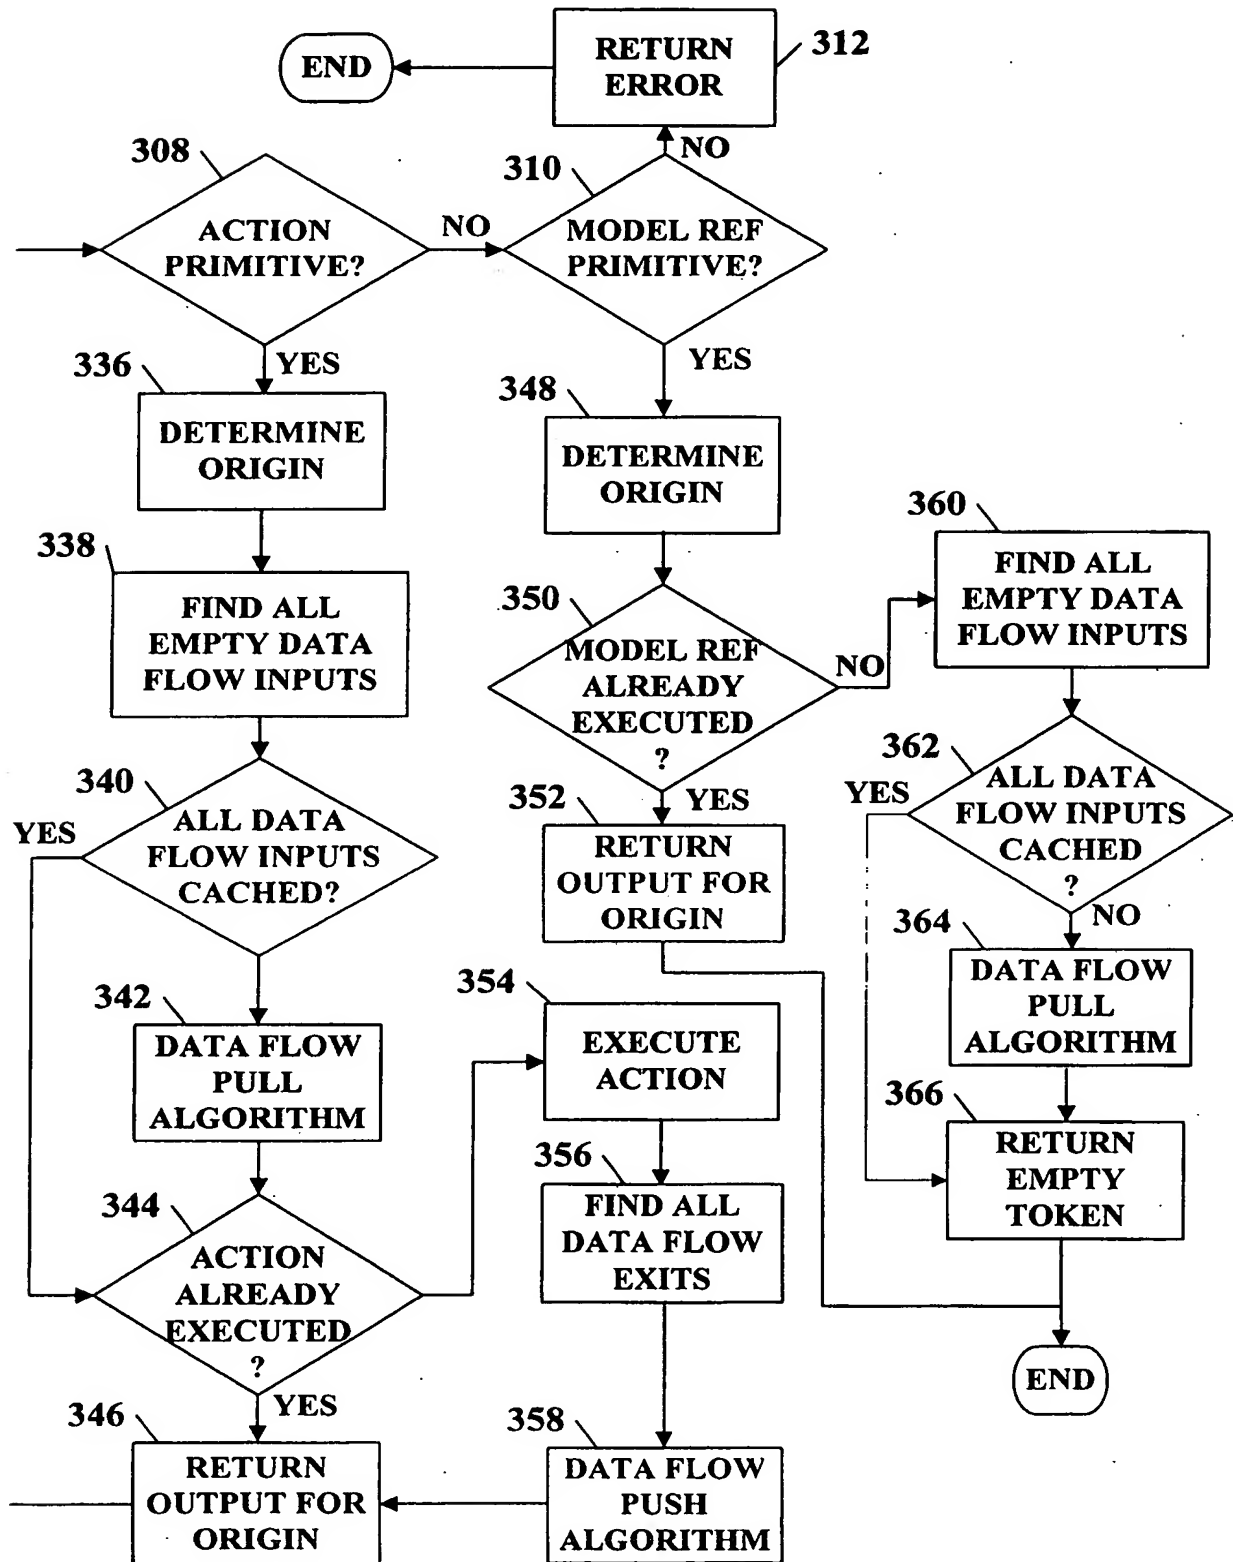 END
RETURN
ERROR
312
308
ACTION
PRIMITIVE?
NO
310
NO
MODEL REF
PRIMITIVE?
YES
336
DETERMINE
ORIGIN
YES
348
DETERMINE
ORIGIN
338
FIND ALL
EMPTY DATA
FLOW INPUTS
350
MODEL REF
ALREADY
EXECUTED
?
NO
360
FIND ALL
EMPTY DATA
FLOW INPUTS
340
YES
ALL DATA
FLOW INPUTS
CACHED?
352
YES
RETURN
OUTPUT FOR
ORIGIN
362
YES
ALL DATA
FLOW INPUTS
CACHED
?
NO
342
DATA FLOW
PULL
ALGORITHM
354
EXECUTE
ACTION
364
DATA FLOW
PULL
ALGORITHM
344
ACTION
ALREADY
EXECUTED
?
YES
356
FIND ALL
DATA FLOW
EXITS
366
RETURN
EMPTY
TOKEN
END
346
RETURN
OUTPUT FOR
ORIGIN
358
DATA FLOW
PUSH
ALGORITHM